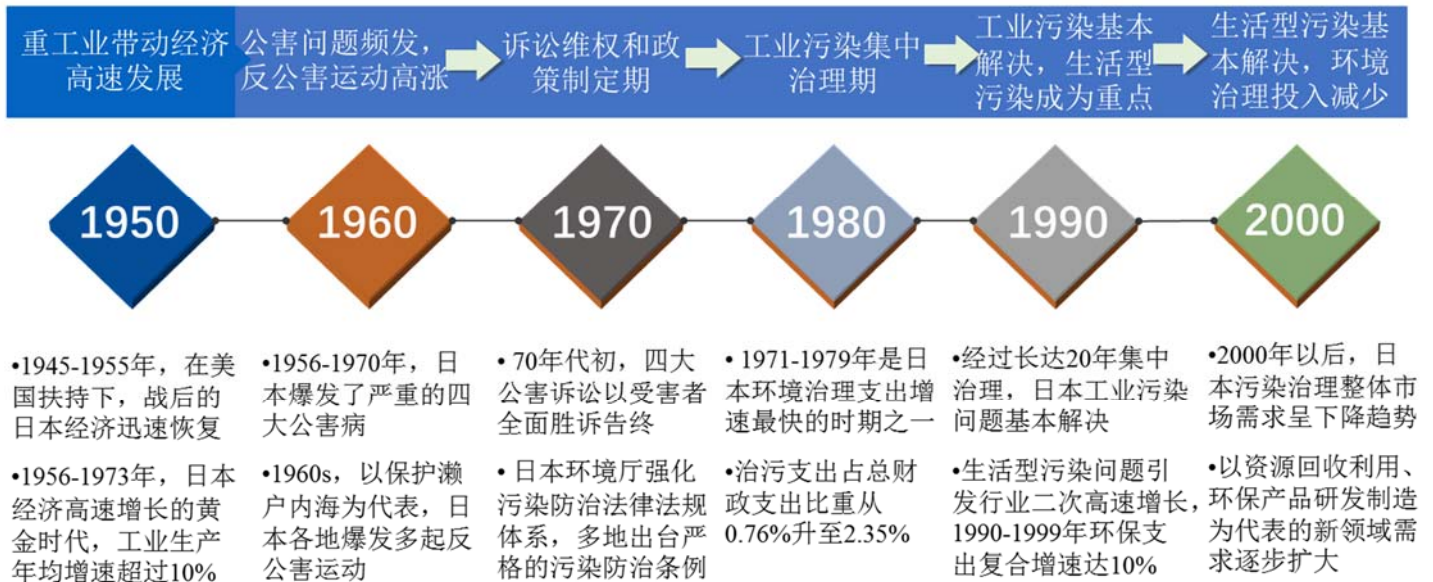 重工业带动经济
高速发展
公害问题频发，
反公害运动高涨
诉讼维权和政
策制定期
工业污染集中
治理期
工业污染基本
解决，生活型
污染成为重点
生活型污染基
本解决，环境
治理投入减少
1950
1960
1970
1980
1990
2000
•1945-1955年，在美
国扶持下，战后的
日本经济迅速恢复
•1956-1973年，日本
经济高速增长的黄
金时代，工业生产
年均增速超过10%
•1956-1970年，日
本爆发了严重的四
大公害病
•1960s，以保护濑
户内海为代表，日
本各地爆发多起反
公害运动
• 70年代初，四大
公害诉讼以受害者
全面胜诉告终
• 日本环境厅强化
污染防治法律法规
体系，多地出台严
格的污染防治条例
• 1971-1979年是日
本环境治理支出增
速最快的时期之一
•治污支出占总财
政支出比重从
0.76%升至2.35%
•经过长达20年集中
治理，日本工业污染
问题基本解决
•生活型污染问题引
发行业二次高速增长，
1990-1999年环保支
出复合增速达10%
•2000年以后，日
本污染治理整体市
场需求呈下降趋势
•以资源回收利用、
环保产品研发制造
为代表的新领域需
求逐步扩大